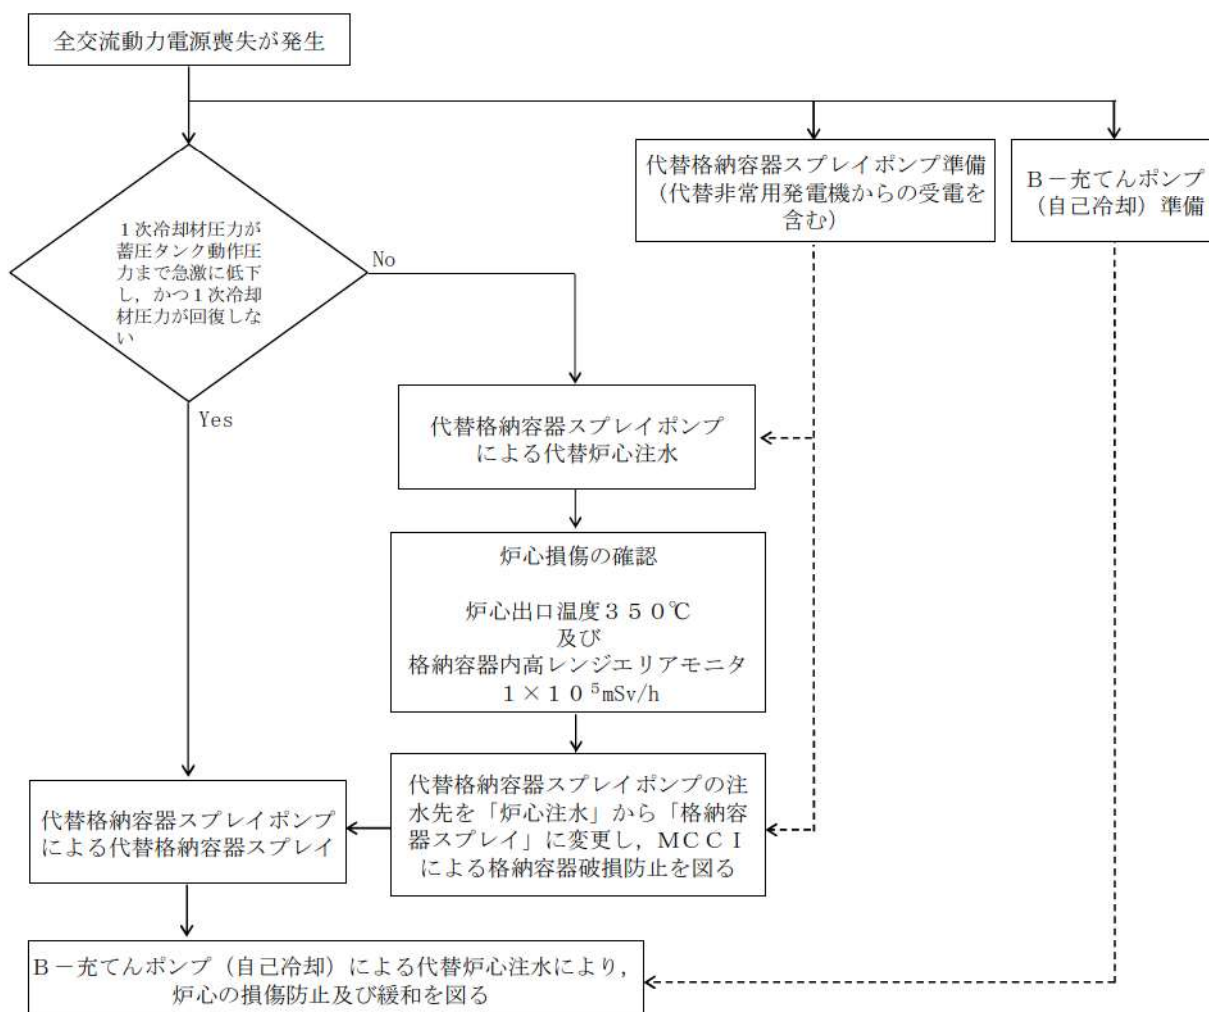 全交流動力電源喪失が発生
代替格納容器スプレイポンプ準備
（代替非常用発電機からの受電を
含む）
Ｂ－充てんポンプ
（自己冷却）準備
１次冷却材圧力が
蓄圧タンク動作圧
力まで急激に低下
し，かつ１次冷却
材圧力が回復しな
い
No
Yes
代替格納容器スプレイポンプ
による代替炉心注水
炉心損傷の確認
炉心出口温度３５０℃
及び
格納容器内高レンジエリアモニタ
１×１０⁵mSv/h
代替格納容器スプレイポンプの注
水先を「炉心注水」から「格納容
器スプレイ」に変更し，ＭＣＣＩ
による格納容器破損防止を図る
代替格納容器スプレイポンプ
による代替格納容器スプレイ
Ｂ－充てんポンプ（自己冷却）による代替炉心注水により，
炉心の損傷防止及び緩和を図る